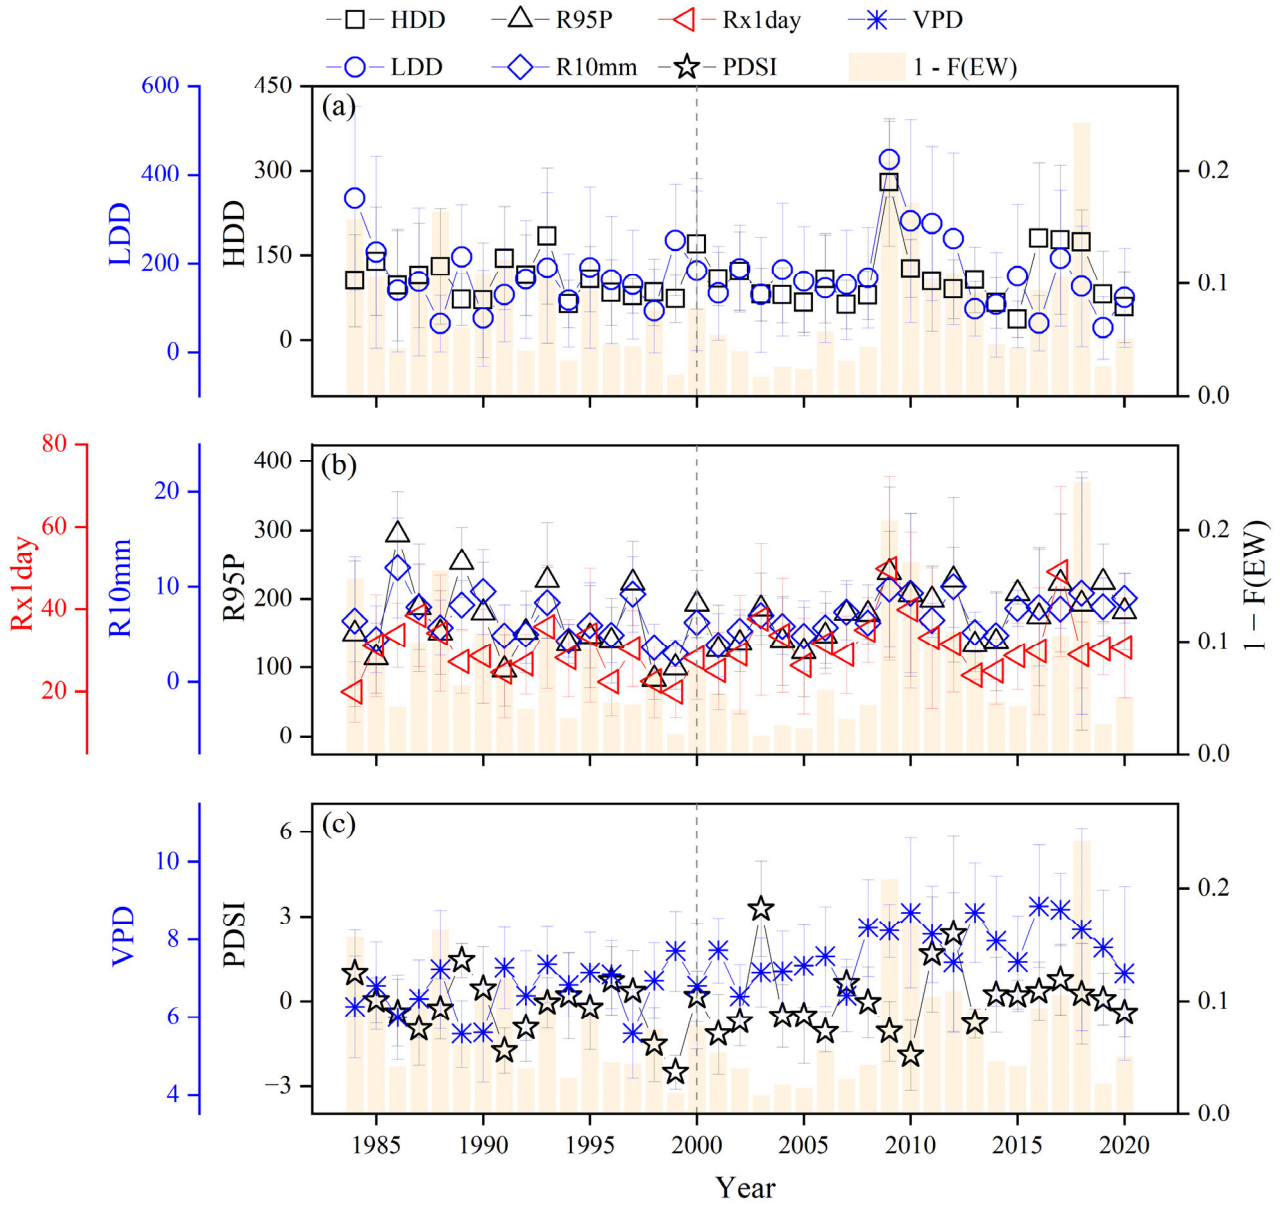 HDD R95P Rx1day VPD
LDD R10mm PDSI 1 - F(EW)
(a)
LDD
600
400
200
0
HDD
450
300
150
0
0.2
0.1
0.0
(b)
Rx1day
80
60
40
20
R10mm
20
10
0
R95P
400
300
200
100
0
0.2
0.1
0.0
1 − F(EW)
(c)
VPD
10
8
6
4
PDSI
6
3
0
−3
0.2
0.1
0.0
1985 1990 1995 2000 2005 2010 2015 2020
Year